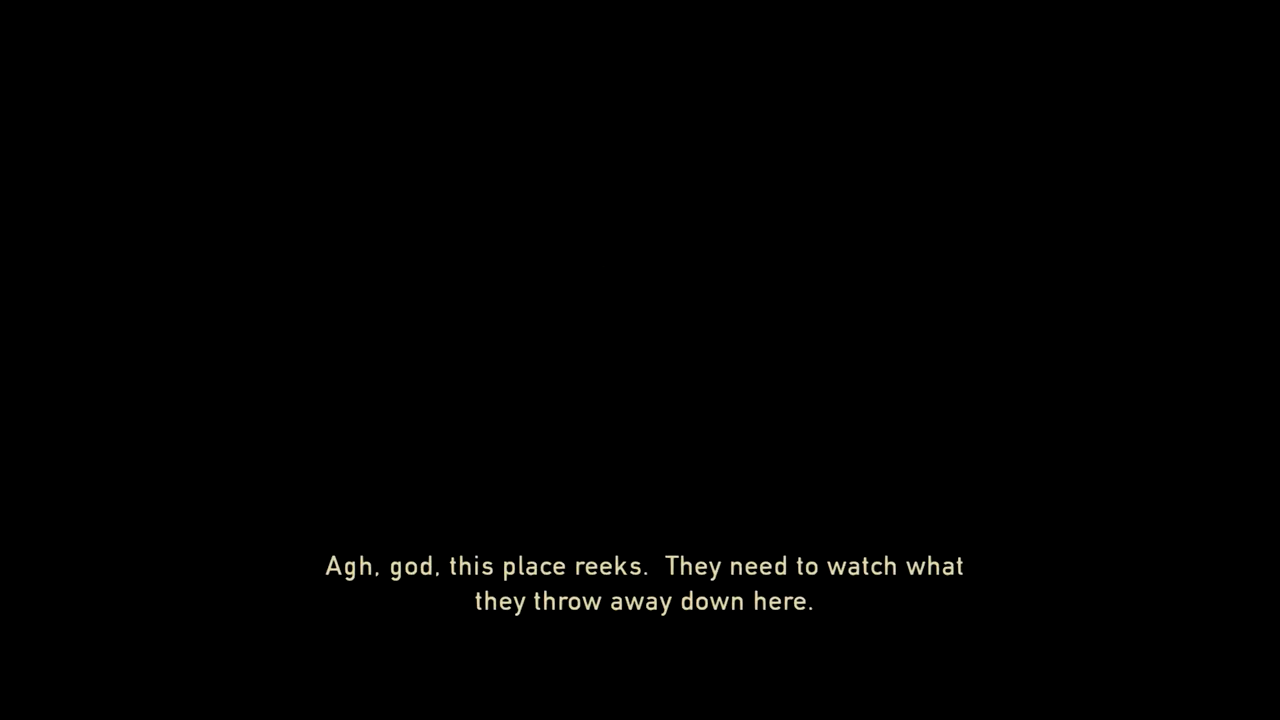 Agh, god, this place reeks.  They need to watch what
they throw away down here.